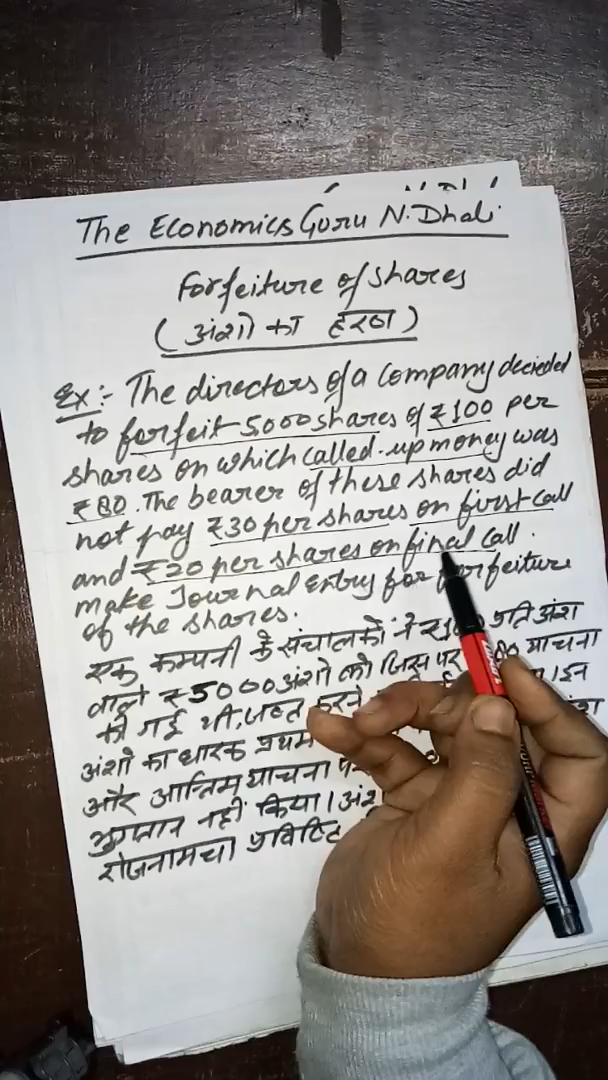 The Economics Guru N. Dhali
Forfeiture of shares
(अंशो का हरण)
Ex:- The directors of a company decided
to forfeit 5000 shares of ₹100 per
shares on which called-up money was
₹80. The bearer of these shares did
not pay ₹30 per shares on first call
and ₹20 per shares on final call.
make Journal Entry for forfeiture
of the shares.
एक कम्पनी के संचालको ने प्रति अंश
वाले ₹5000 अंशो को जिस पर याचना
की गई थी, जब्त करने इन
अंशो का धारक प्रथम
और अन्तिम याचना
भुगतान नहीं किया।
रोजनामचा प्रविष्टि